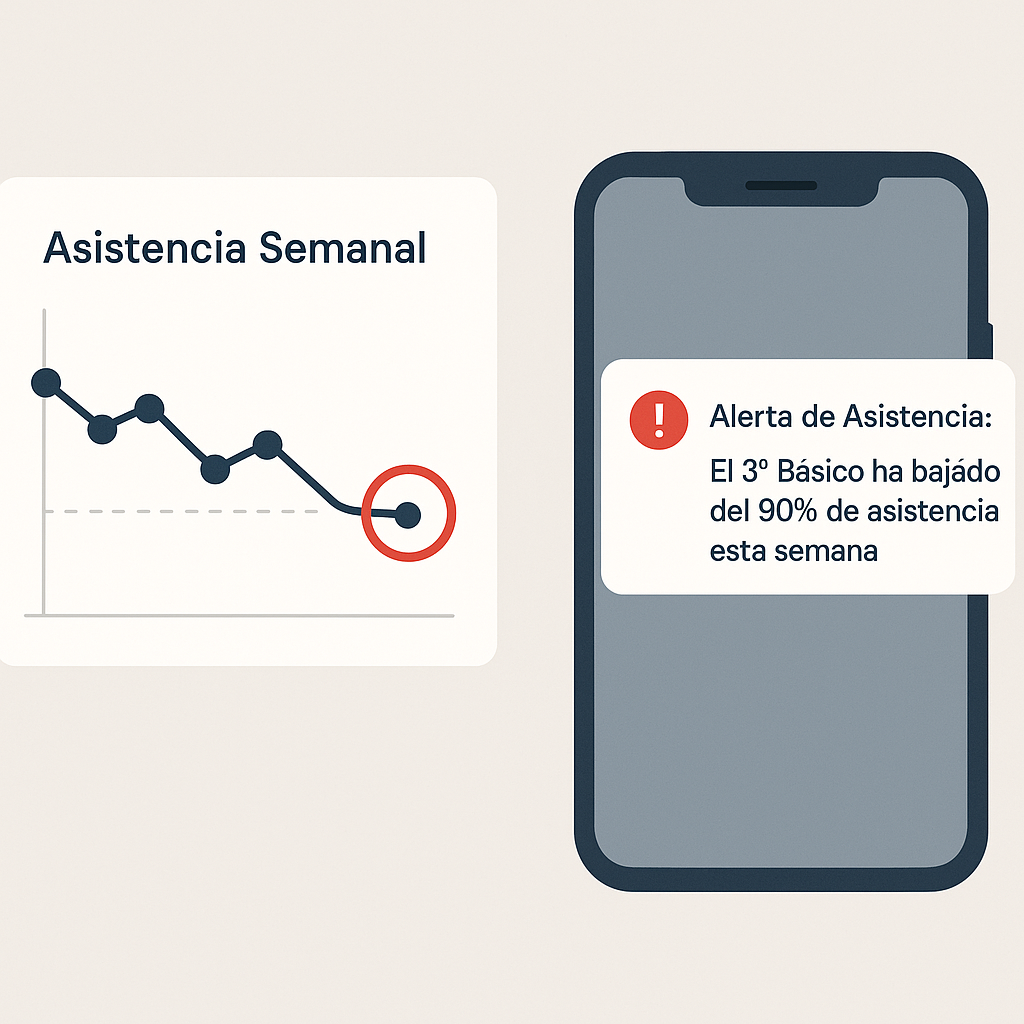 Asistencia Semanal
Alerta de Asistencia:
El 3º Básico ha bajádo
del 90% de asistencia
esta semana